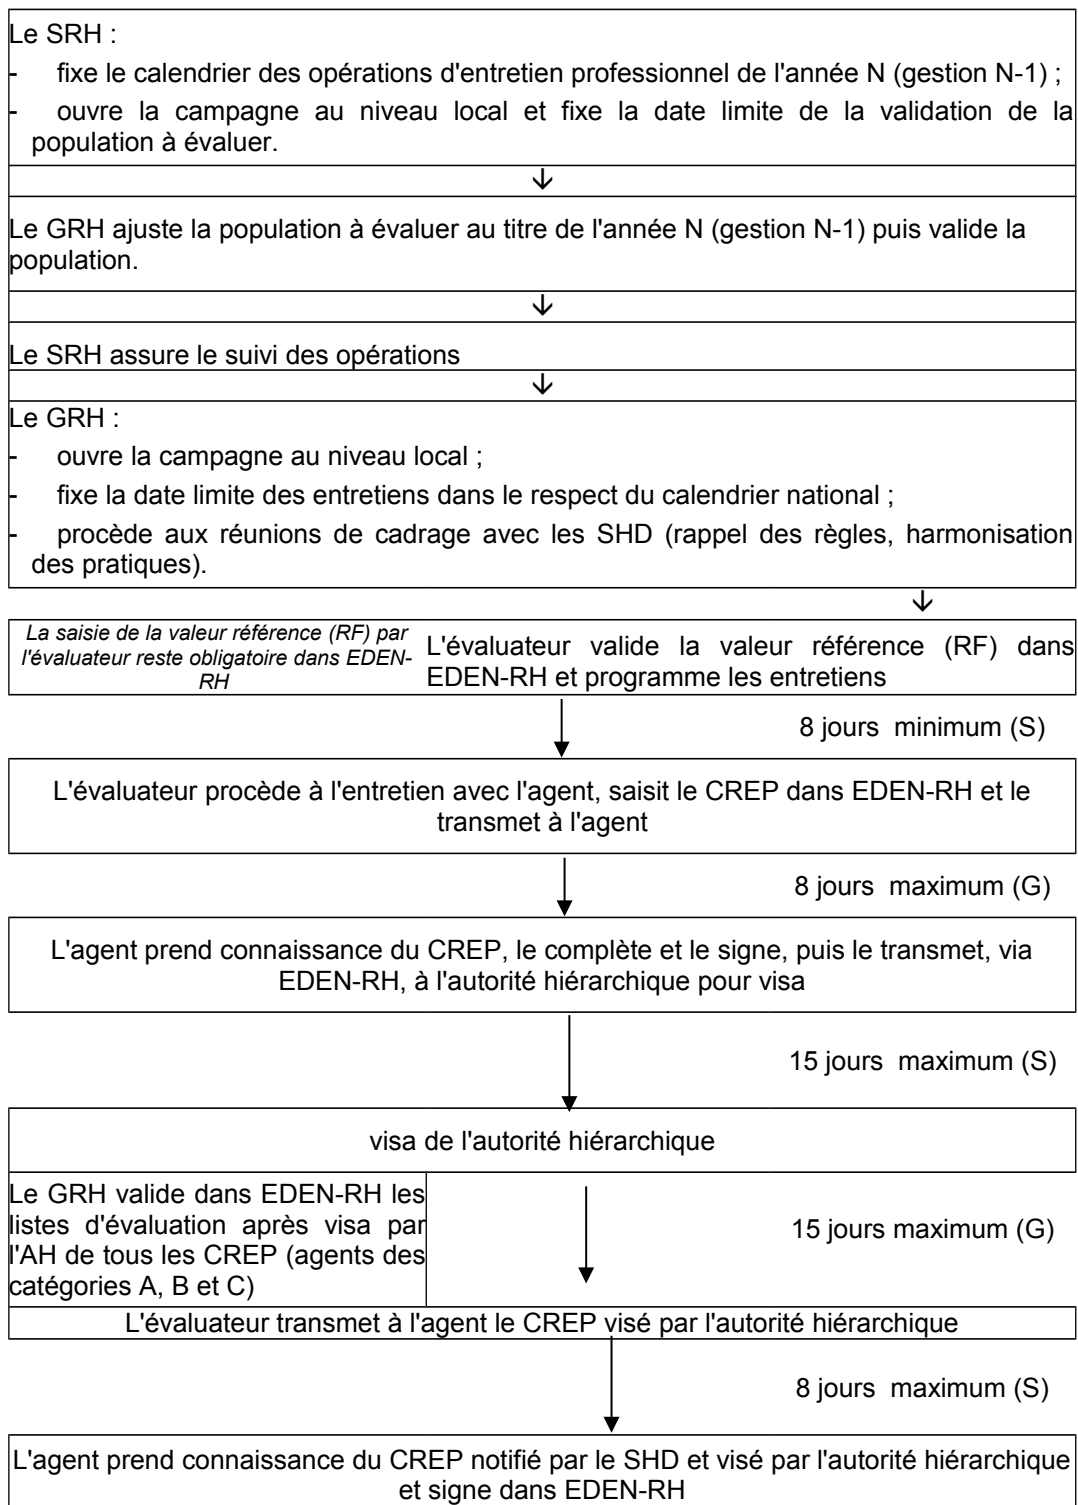 Le SRH :
- fixe le calendrier des opérations d'entretien professionnel de l'année N (gestion N-1) ;
- ouvre la campagne au niveau local et fixe la date limite de la validation de la
population à évaluer.
↓
Le GRH ajuste la population à évaluer au titre de l'année N (gestion N-1) puis valide la
population.
↓
Le SRH assure le suivi des opérations
↓
Le GRH :
- ouvre la campagne au niveau local ;
- fixe la date limite des entretiens dans le respect du calendrier national ;
- procède aux réunions de cadrage avec les SHD (rappel des règles, harmonisation
des pratiques).
↓
La saisie de la valeur référence (RF) par
l'évaluateur reste obligatoire dans EDEN-
RH
L'évaluateur valide la valeur référence (RF) dans
EDEN-RH et programme les entretiens
8 jours minimum (S)
L'évaluateur procède à l'entretien avec l'agent, saisit le CREP dans EDEN-RH et le
transmet à l'agent
8 jours maximum (G)
L'agent prend connaissance du CREP, le complète et le signe, puis le transmet, via
EDEN-RH, à l'autorité hiérarchique pour visa
15 jours maximum (S)
visa de l'autorité hiérarchique
Le GRH valide dans EDEN-RH les
listes d'évaluation après visa par
l'AH de tous les CREP (agents des
catégories A, B et C)
15 jours maximum (G)
L'évaluateur transmet à l'agent le CREP visé par l'autorité hiérarchique
8 jours maximum (S)
L'agent prend connaissance du CREP notifié par le SHD et visé par l'autorité hiérarchique
et signe dans EDEN-RH